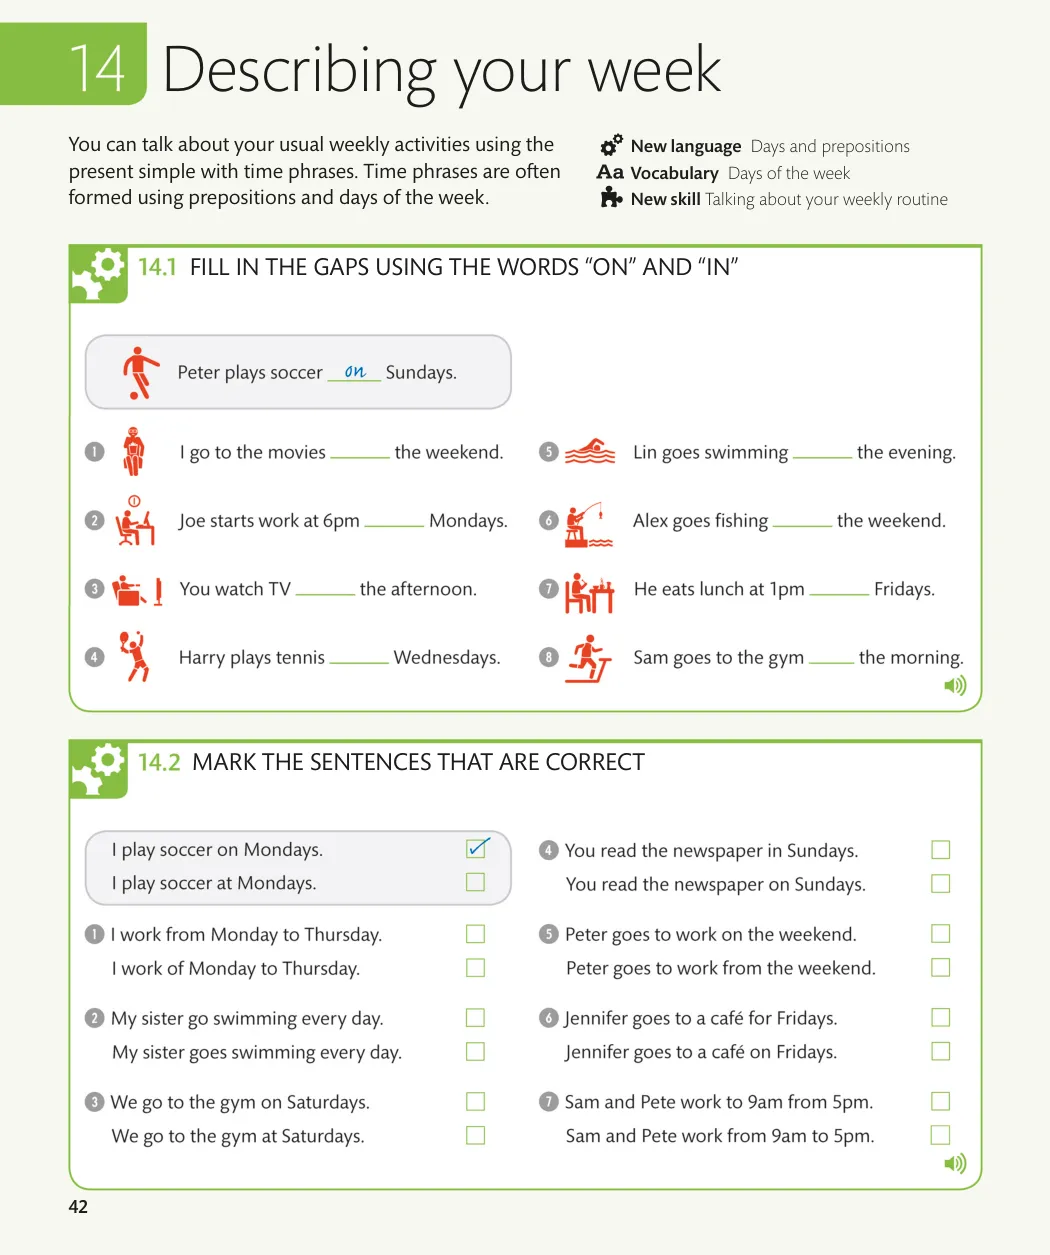 14 Describing your week
You can talk about your usual weekly activities using the
present simple with time phrases. Time phrases are often
formed using prepositions and days of the week.
New language Days and prepositions
Aa Vocabulary Days of the week
New skill Talking about your weekly routine
14.1 FILL IN THE GAPS USING THE WORDS “ON” AND “IN”
Peter plays soccer on Sundays.
1 I go to the movies ______ the weekend.
2 Joe starts work at 6pm ______ Mondays.
3 You watch TV ______ the afternoon.
4 Harry plays tennis ______ Wednesdays.
5 Lin goes swimming ______ the evening.
6 Alex goes fishing ______ the weekend.
7 He eats lunch at 1pm ______ Fridays.
8 Sam goes to the gym _____ the morning.
14.2 MARK THE SENTENCES THAT ARE CORRECT
I play soccer on Mondays.
I play soccer at Mondays.
1 I work from Monday to Thursday.
I work of Monday to Thursday.
2 My sister go swimming every day.
My sister goes swimming every day.
3 We go to the gym on Saturdays.
We go to the gym at Saturdays.
4 You read the newspaper in Sundays.
You read the newspaper on Sundays.
5 Peter goes to work on the weekend.
Peter goes to work from the weekend.
6 Jennifer goes to a café for Fridays.
Jennifer goes to a café on Fridays.
7 Sam and Pete work to 9am from 5pm.
Sam and Pete work from 9am to 5pm.
42